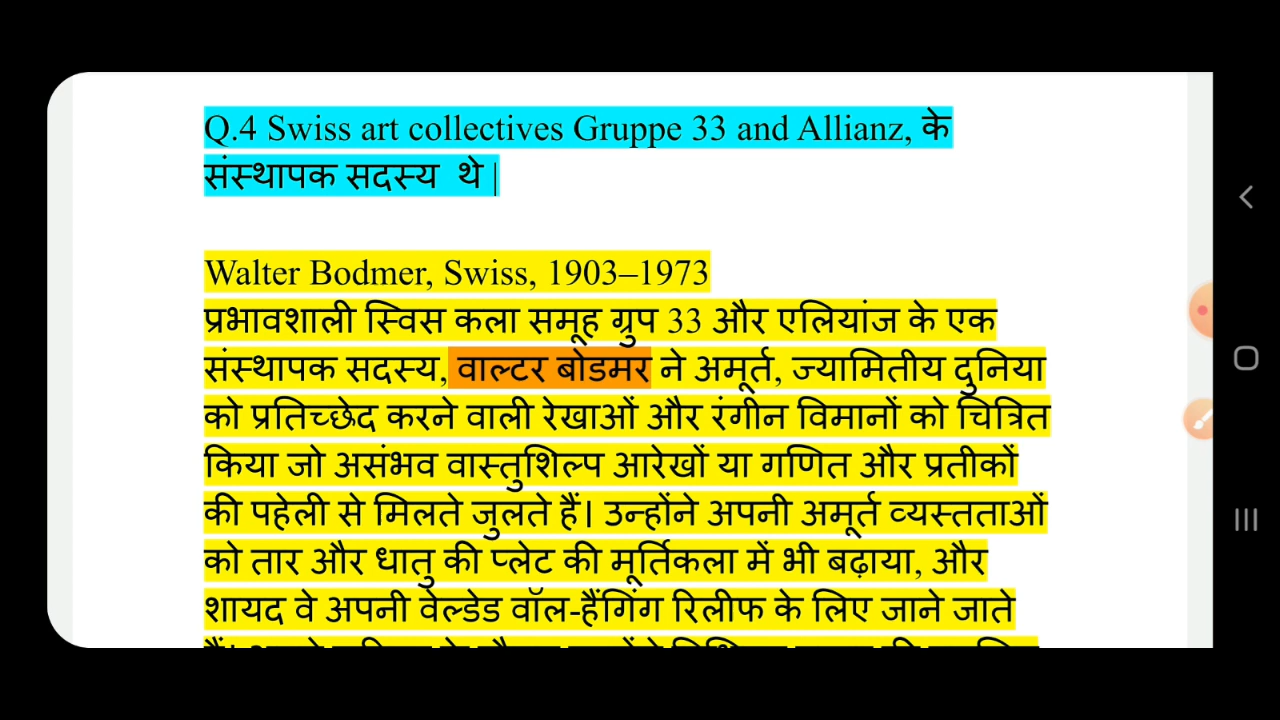 Q.4 Swiss art collectives Gruppe 33 and Allianz, के
संस्थापक सदस्य थे |
Walter Bodmer, Swiss, 1903–1973
प्रभावशाली स्विस कला समूह ग्रुप 33 और एलियांज के एक
संस्थापक सदस्य, वाल्टर बोडमर ने अमूर्त, ज्यामितीय दुनिया
को प्रतिच्छेद करने वाली रेखाओं और रंगीन विमानों को चित्रित
किया जो असंभव वास्तुशिल्प आरेखों या गणित और प्रतीकों
की पहेली से मिलते जुलते हैं। उन्होंने अपनी अमूर्त व्यस्तताओं
को तार और धातु की प्लेट की मूर्तिकला में भी बढ़ाया, और
शायद वे अपनी वेल्डेड वॉल-हैंगिंग रिलीफ के लिए जाने जाते